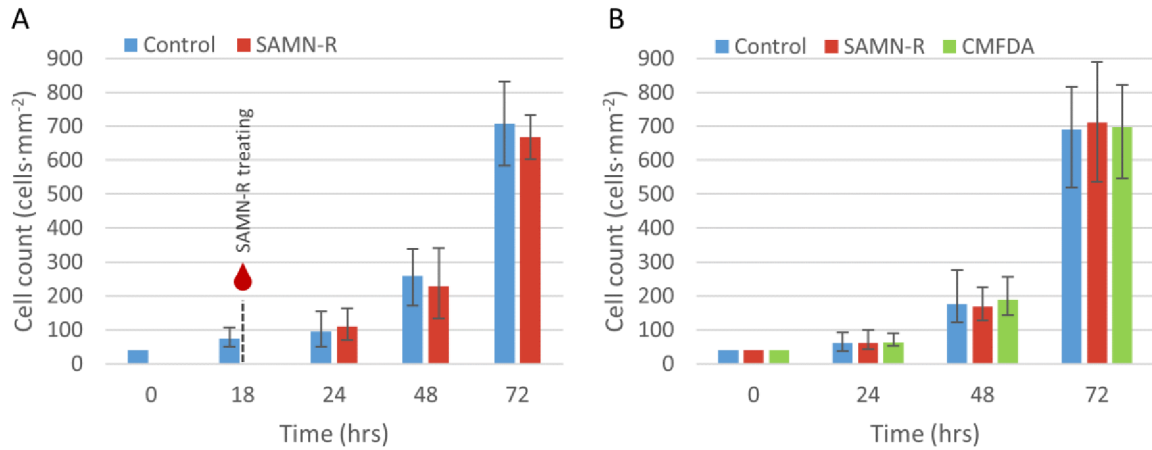 A
Control SAMN-R
900
800
700
600
500
400
300
200
100
0
Cell count (cells·mm⁻²)
SAMN-R treating
0 18 24 48 72
Time (hrs)
B
Control SAMN-R CMFDA
900
800
700
600
500
400
300
200
100
0
Cell count (cells·mm⁻²)
0 24 48 72
Time (hrs)